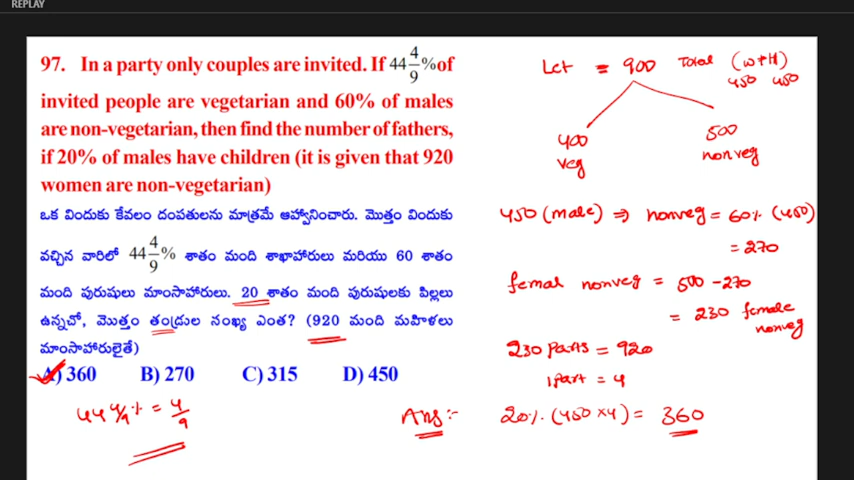 REPLAY
97. In a party only couples are invited. If 44 4/9 % of
invited people are vegetarian and 60% of males
are non-vegetarian, then find the number of fathers,
if 20% of males have children (it is given that 920
women are non-vegetarian)
ఒక విందుకు కేవలం దంపతులను మాత్రమే ఆహ్వానించారు. మొత్తం విందుకు
వచ్చిన వారిలో 44 4/9 % శాతం మంది శాఖాహారులు మరియు 60 శాతం
మంది పురుషులు మాంసాహారులు. 20 శాతం మంది పురుషులకు పిల్లలు
ఉన్నచో, మొత్తం తండ్రుల సంఖ్య ఎంత? (920 మంది మహిళలు
మాంసాహారులైతే)
A) 360 B) 270 C) 315 D) 450
44 4/9 % = 4/9
Let = 900 Total (W+H)
450 450
400 500
veg nonveg
450 (male) ⇒ nonveg = 60% (450)
= 270
femal nonveg = 500 - 270
= 230 female
nonveg
230 parts = 920
1 part = 4
Ans :- 20% (450 × 4) = 360